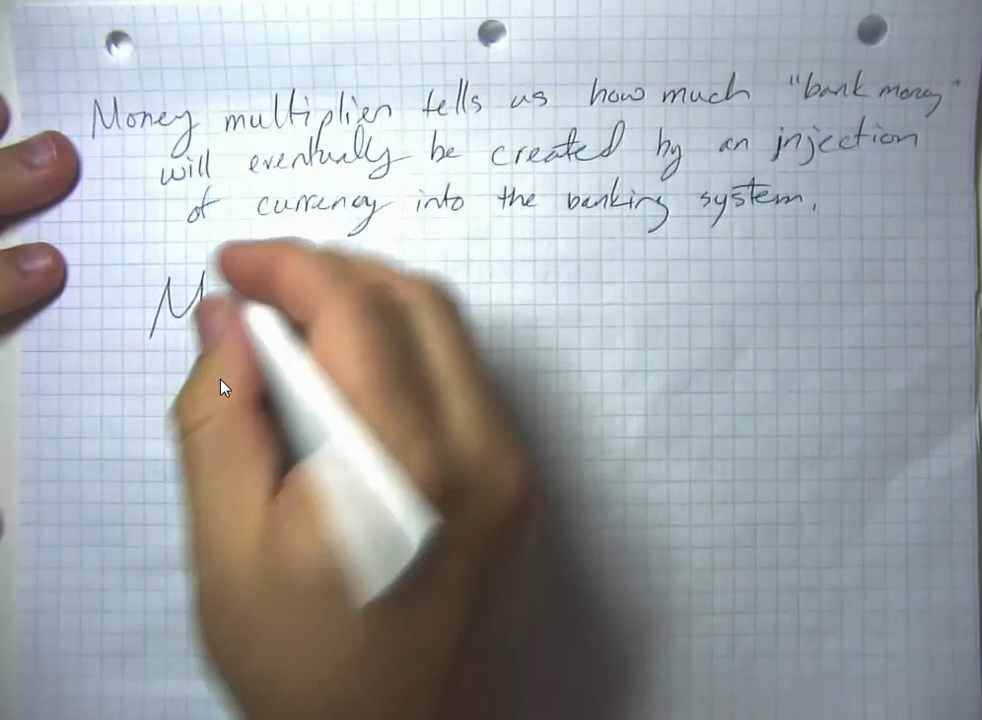 Money multiplier tells us how much "bank money"
will eventually be created by an injection
of currency into the banking system.
M